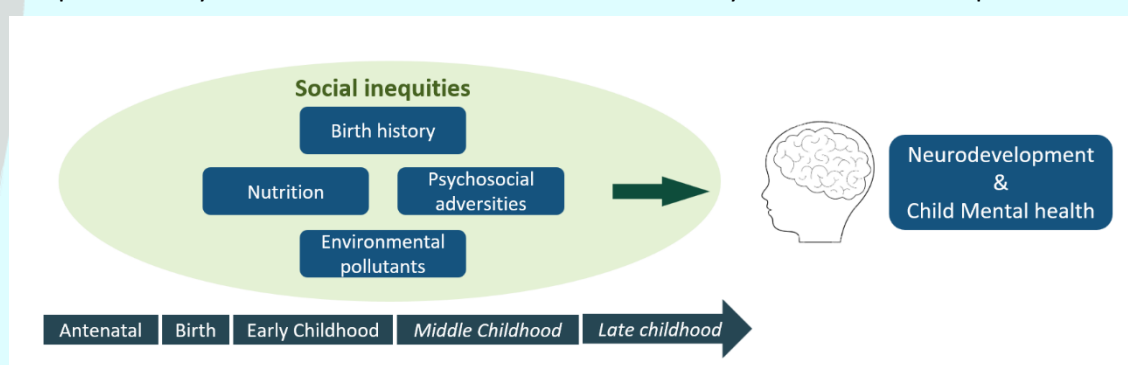 Social inequities
Birth history
Nutrition
Psychosocial
adversities
Environmental
pollutants
Neurodevelopment
&
Child Mental health
Antenatal
Birth
Early Childhood
Middle Childhood
Late childhood